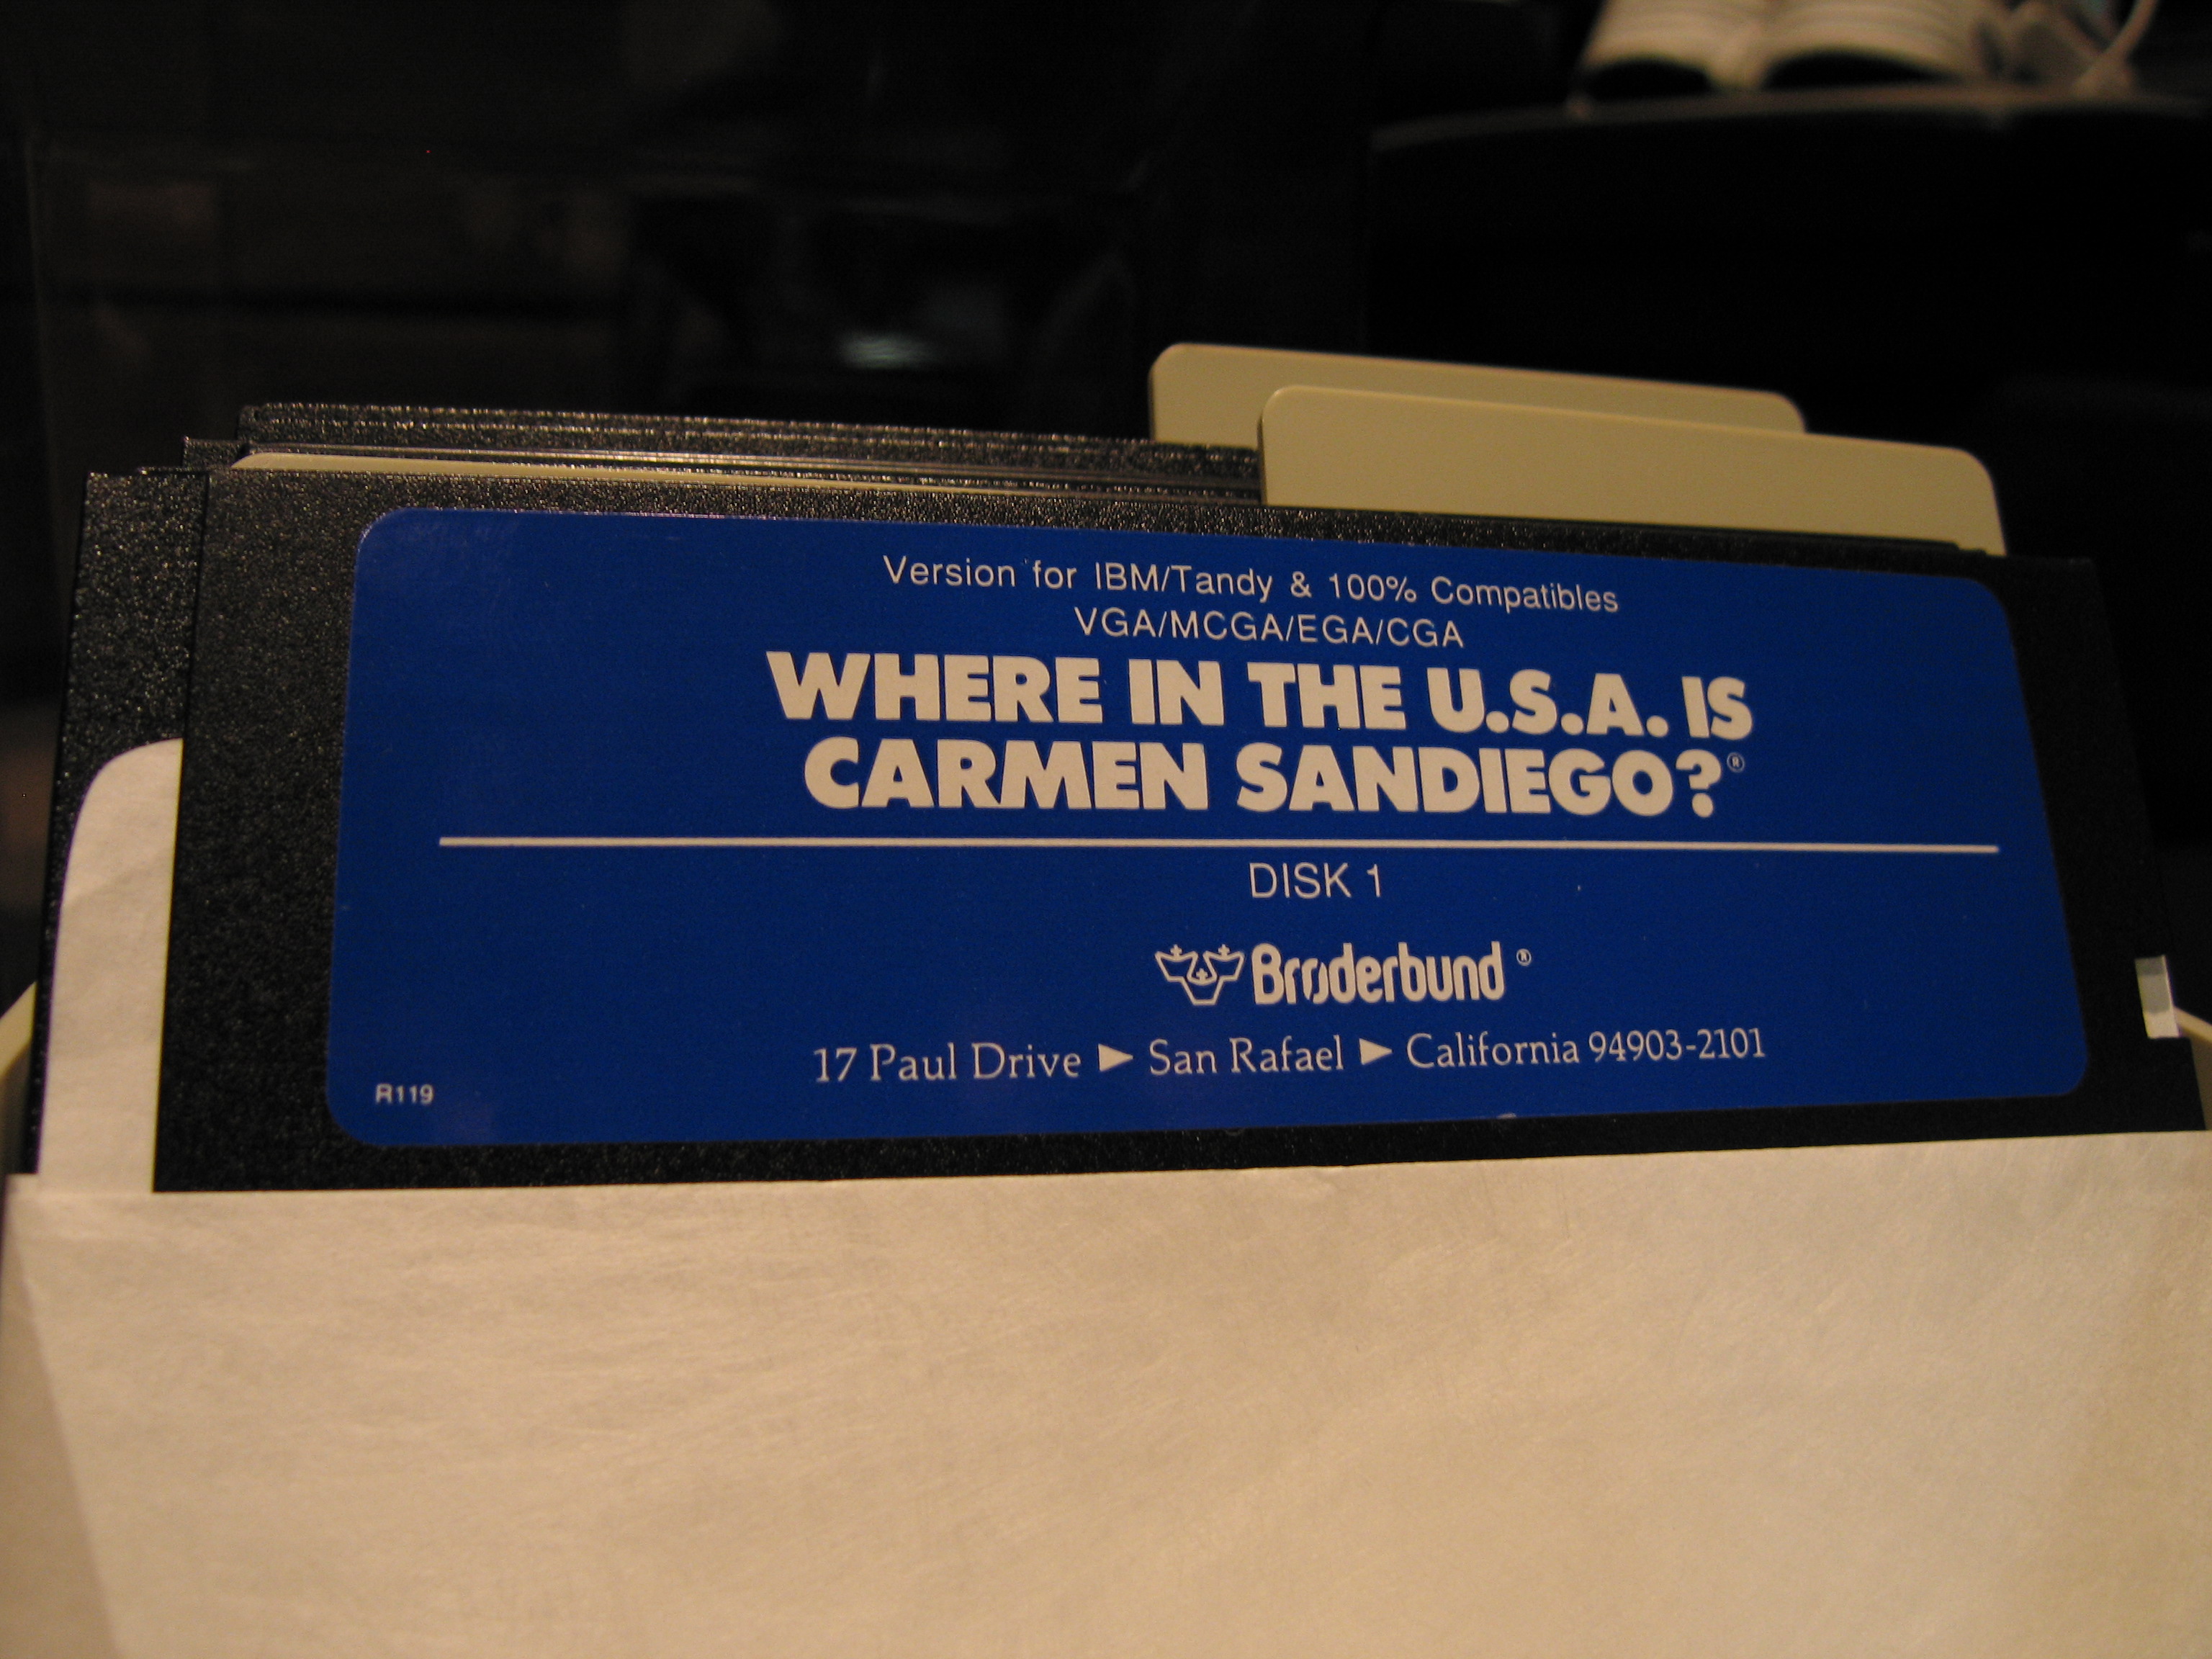 Version for IBM/Tandy & 100% Compatibles
VGA/MCGA/EGA/CGA
WHERE IN THE U.S.A. IS
CARMEN SANDIEGO?®
DISK 1
Brøderbund®
17 Paul Drive ▶ San Rafael ▶ California 94903-2101
R119